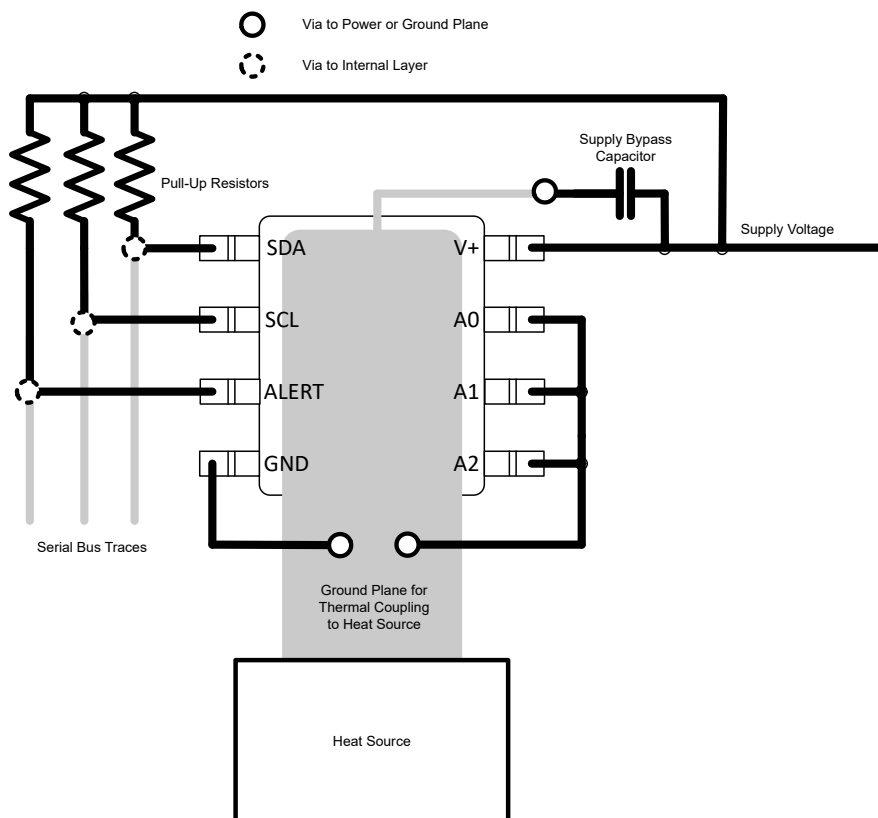 Via to Power or Ground Plane
Via to Internal Layer
Supply Bypass
Capacitor
Pull-Up Resistors
Supply Voltage
SDA
V+
SCL
A0
ALERT
A1
GND
A2
Serial Bus Traces
Ground Plane for
Thermal Coupling
to Heat Source
Heat Source